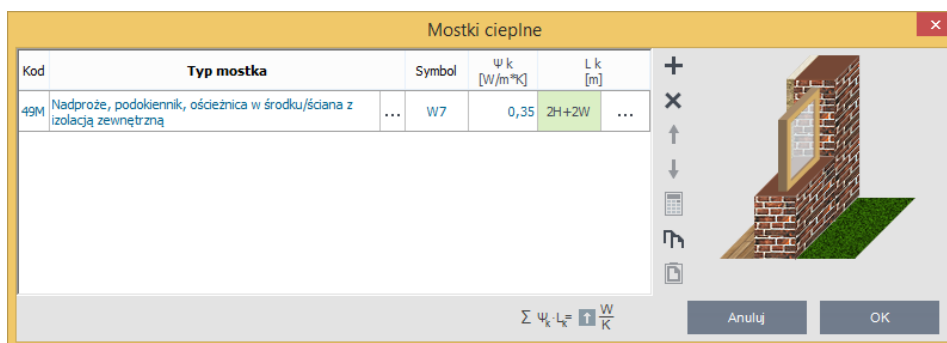 Mostki cieplne
Kod Typ mostka Symbol Ψ k [W/m*K] L k [m]
49M Nadproże, podokiennik, ościeżnica w środku/ściana z izolacją zewnętrzną ... W7 0,35 2H+2W ...
Σ Ψk·Lk= W/K
Anuluj OK